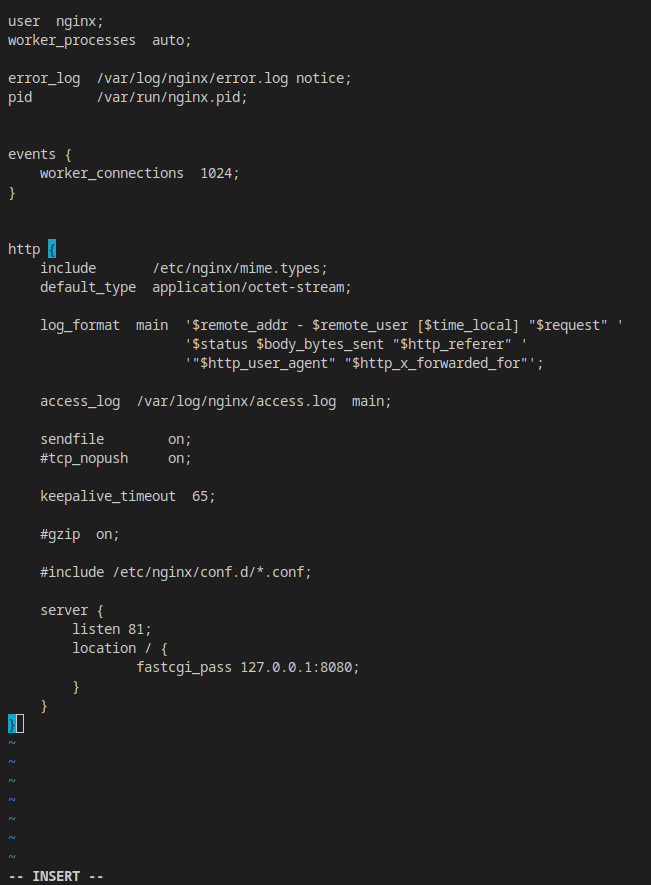 user  nginx;
worker_processes  auto;

error_log  /var/log/nginx/error.log notice;
pid        /var/run/nginx.pid;


events {
    worker_connections  1024;
}


http {
    include       /etc/nginx/mime.types;
    default_type  application/octet-stream;

    log_format  main  '$remote_addr - $remote_user [$time_local] "$request" '
                      '$status $body_bytes_sent "$http_referer" '
                      '"$http_user_agent" "$http_x_forwarded_for"';

    access_log  /var/log/nginx/access.log  main;

    sendfile        on;
    #tcp_nopush     on;

    keepalive_timeout  65;

    #gzip  on;

    #include /etc/nginx/conf.d/*.conf;

    server {
        listen 81;
        location / {
                fastcgi_pass 127.0.0.1:8080;
        }
    }
}
~
~
~
~
~
~
~
-- INSERT --